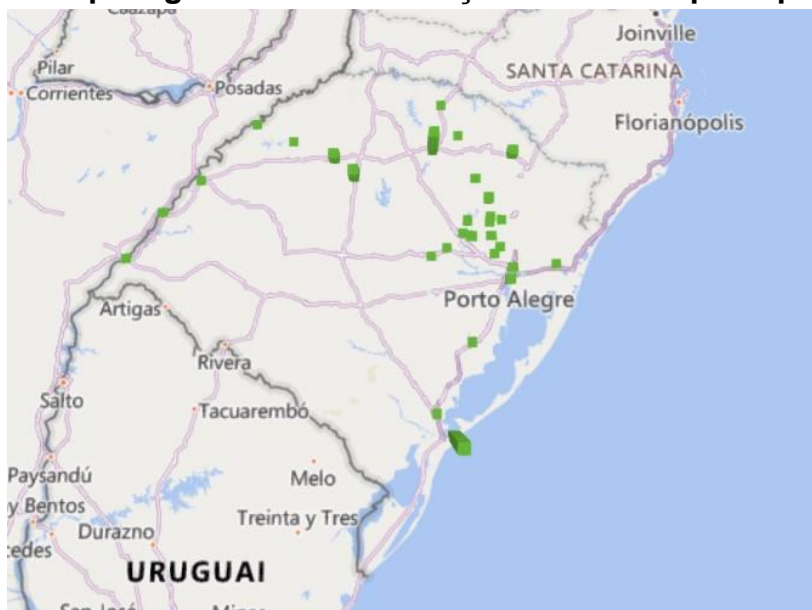 Joinville
Pilar
Posadas
SANTA CATARINA
Corrientes
Florianópolis
Porto Alegre
Artigas
Rivera
Salto
Tacuarembó
Paysandú
Melo
y Bentos
Treinta y Tres
Durazno
cedes
URUGUAI